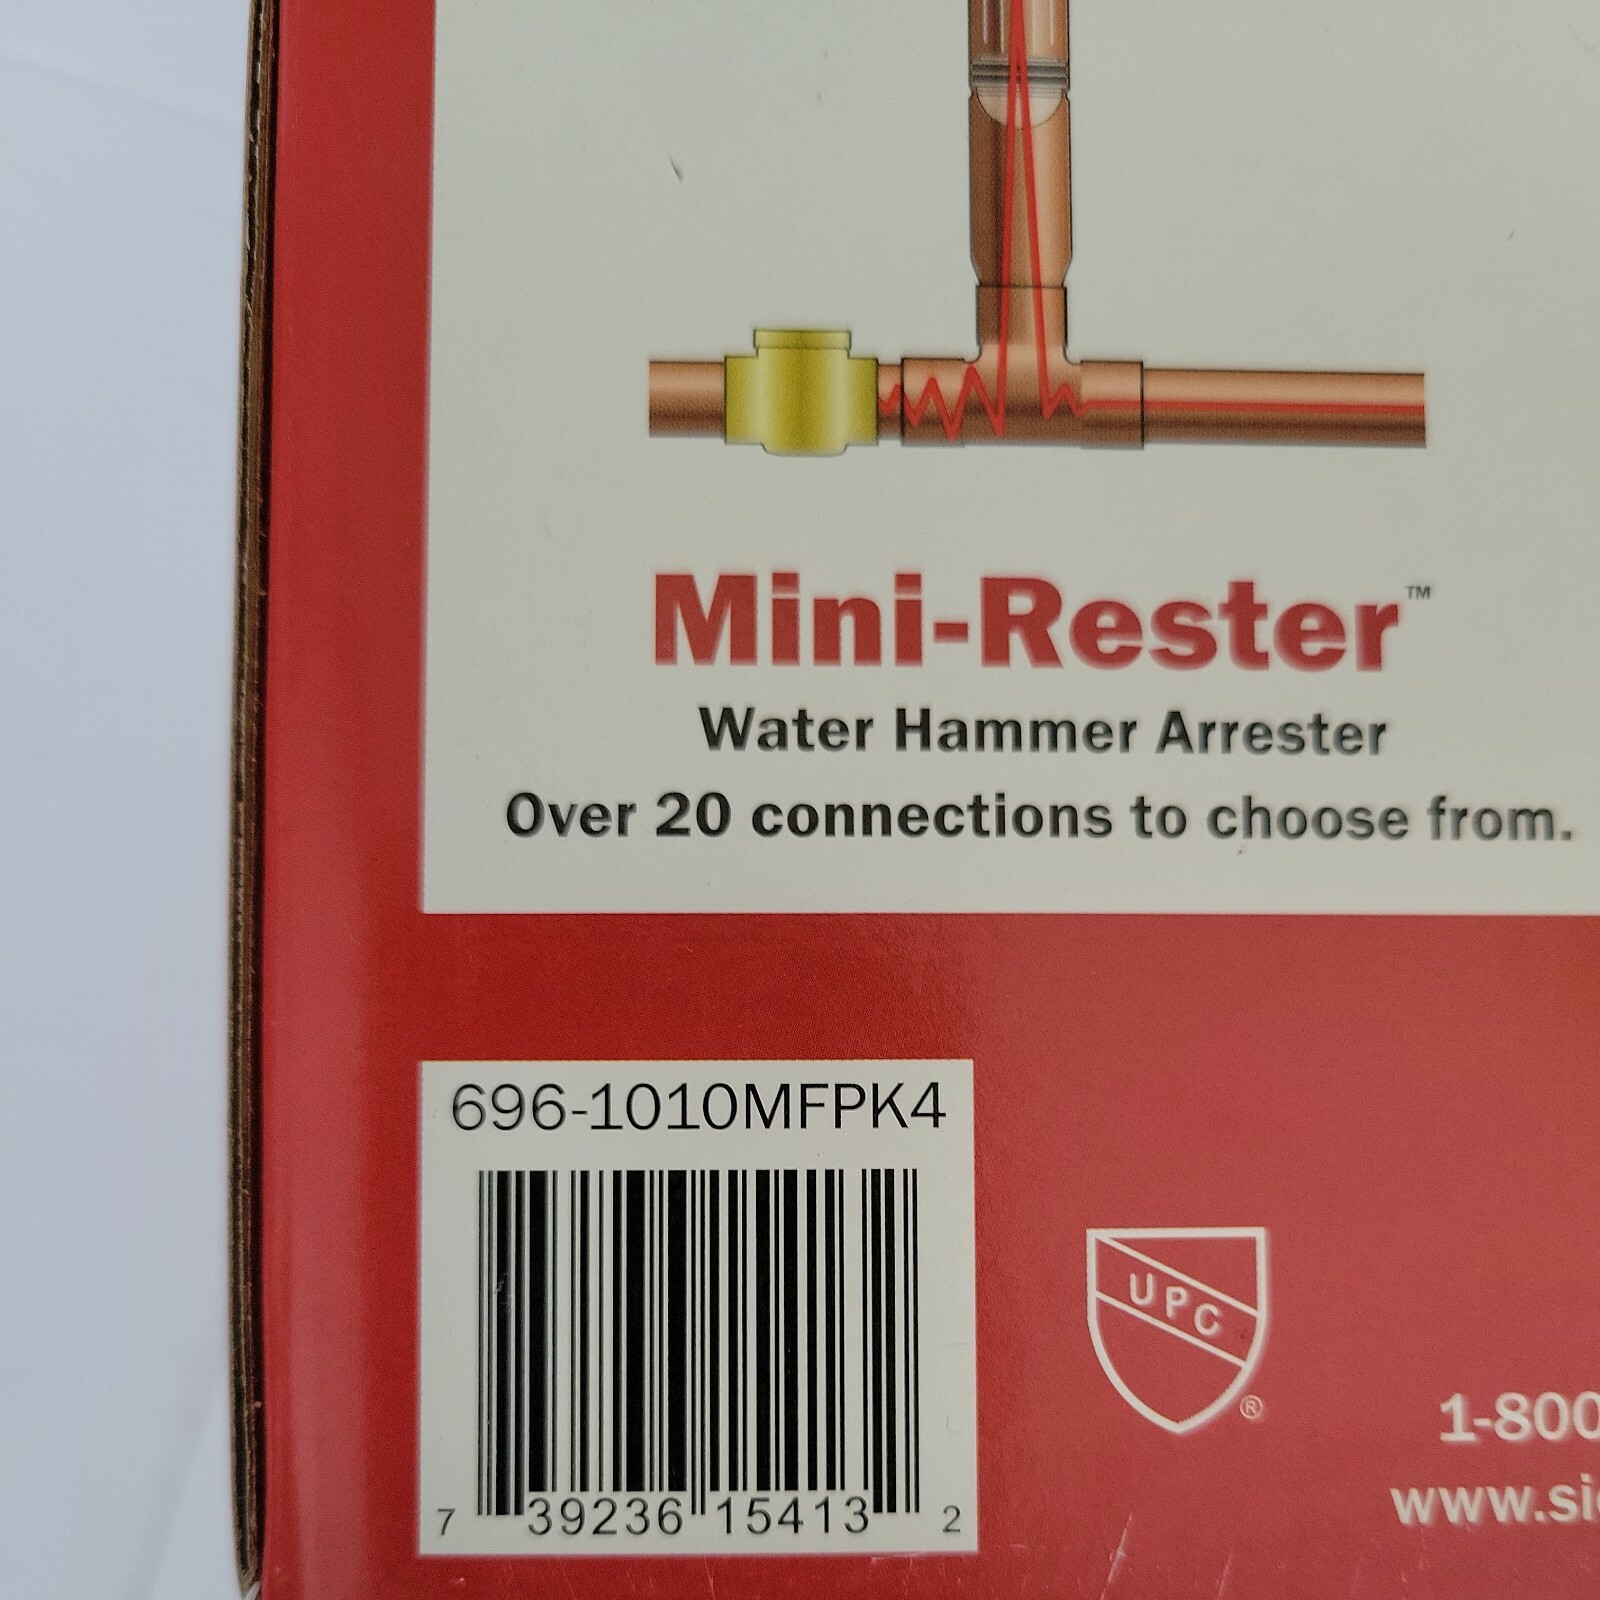 Mini-Rester™
Water Hammer Arrester
Over 20 connections to choose from.
696-1010MFPK4
7 39236 15413 2
UPC
®
1-800
www.si